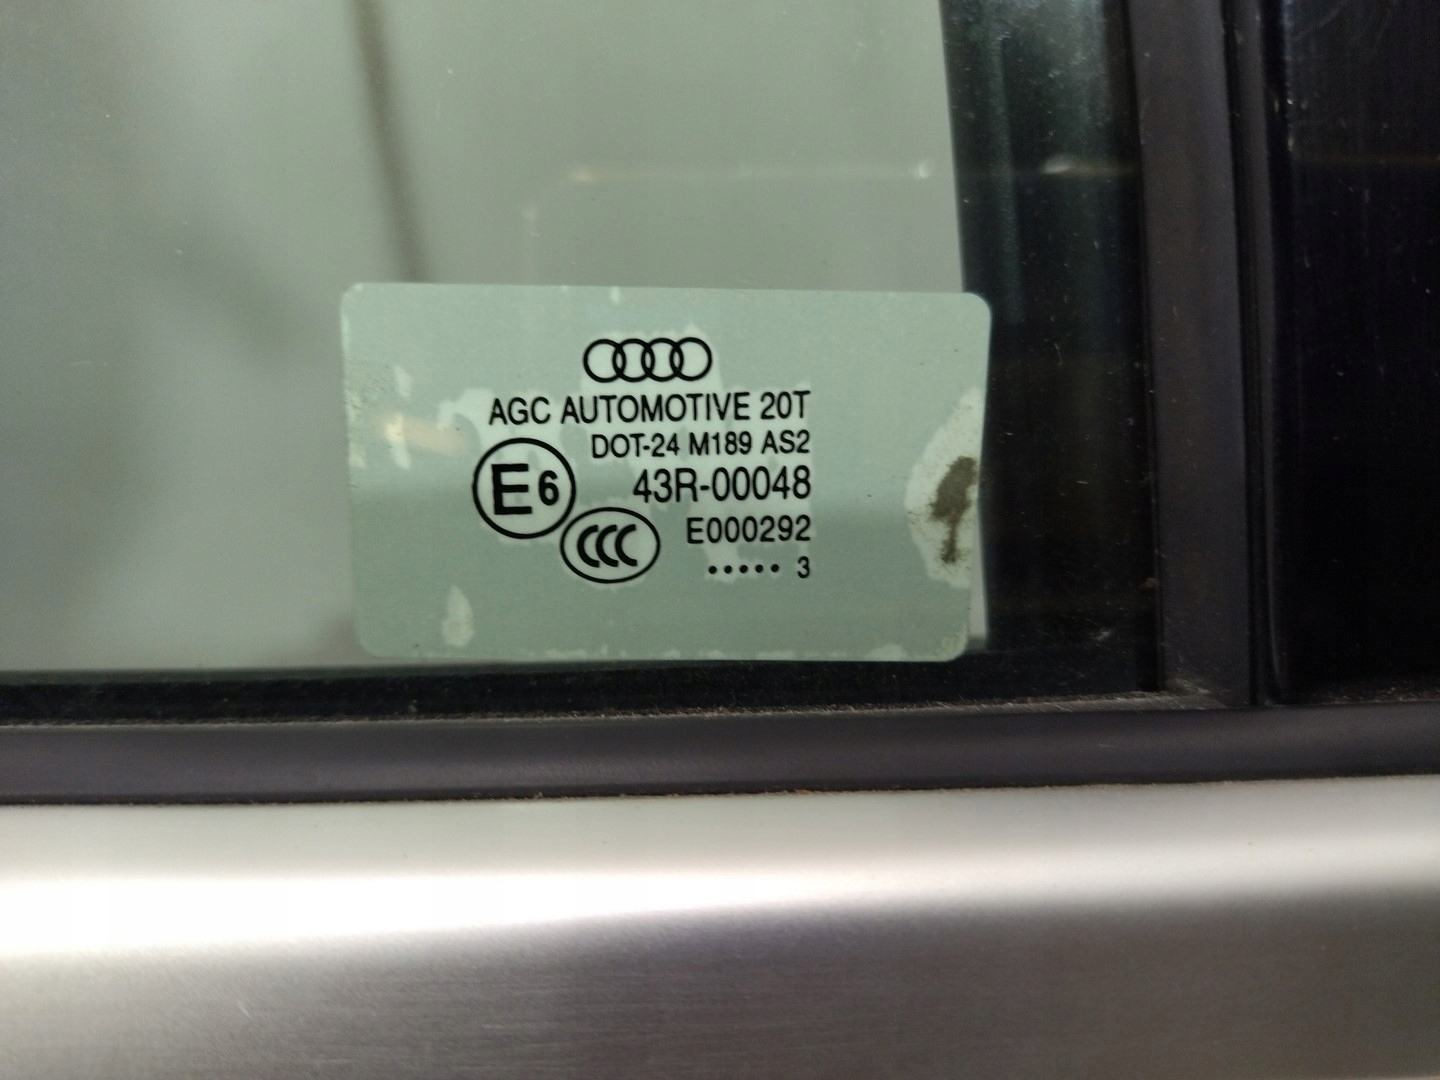 AGC AUTOMOTIVE 20T
DOT-24 M189 AS2
E6
43R-00048
CCC
E000292
..... 3